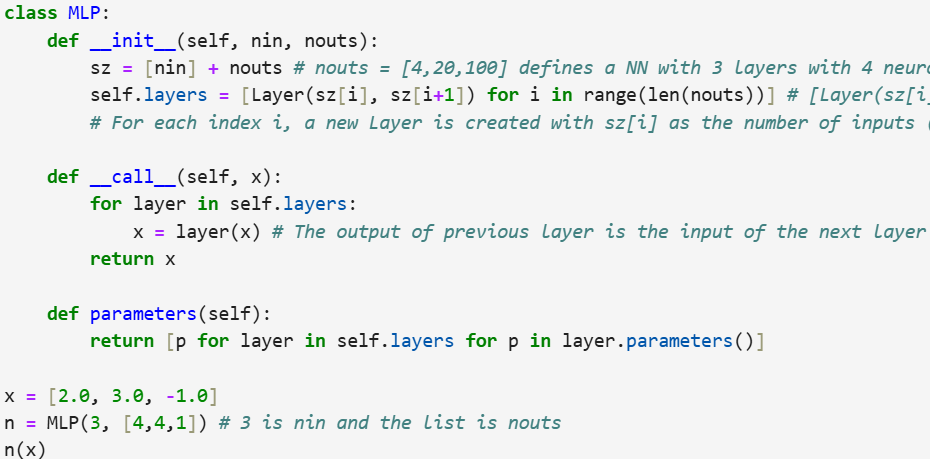 class MLP:
    def __init__(self, nin, nouts):
        sz = [nin] + nouts # nouts = [4,20,100] defines a NN with 3 layers with 4
        self.layers = [Layer(sz[i], sz[i+1]) for i in range(len(nouts))] # [Layer(sz[i]
        # For each index i, a new Layer is created with sz[i] as the number of inputs (

    def __call__(self, x):
        for layer in self.layers:
            x = layer(x) # The output of previous layer is the input of the next layer
        return x

    def parameters(self):
        return [p for layer in self.layers for p in layer.parameters()]

x = [2.0, 3.0, -1.0]
n = MLP(3, [4,4,1]) # 3 is nin and the list is nouts
n(x)